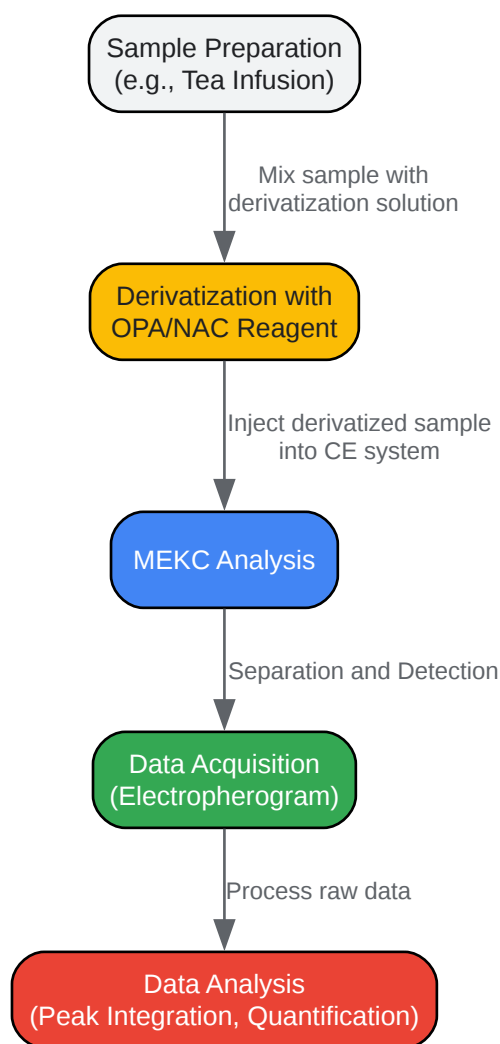 Sample Preparation
(e.g., Tea Infusion)
Mix sample with
derivatization solution
Derivatization with
OPA/NAC Reagent
Inject derivatized sample
into CE system
MEKC Analysis
Separation and Detection
Data Acquisition
(Electropherogram)
Process raw data
Data Analysis
(Peak Integration, Quantification)